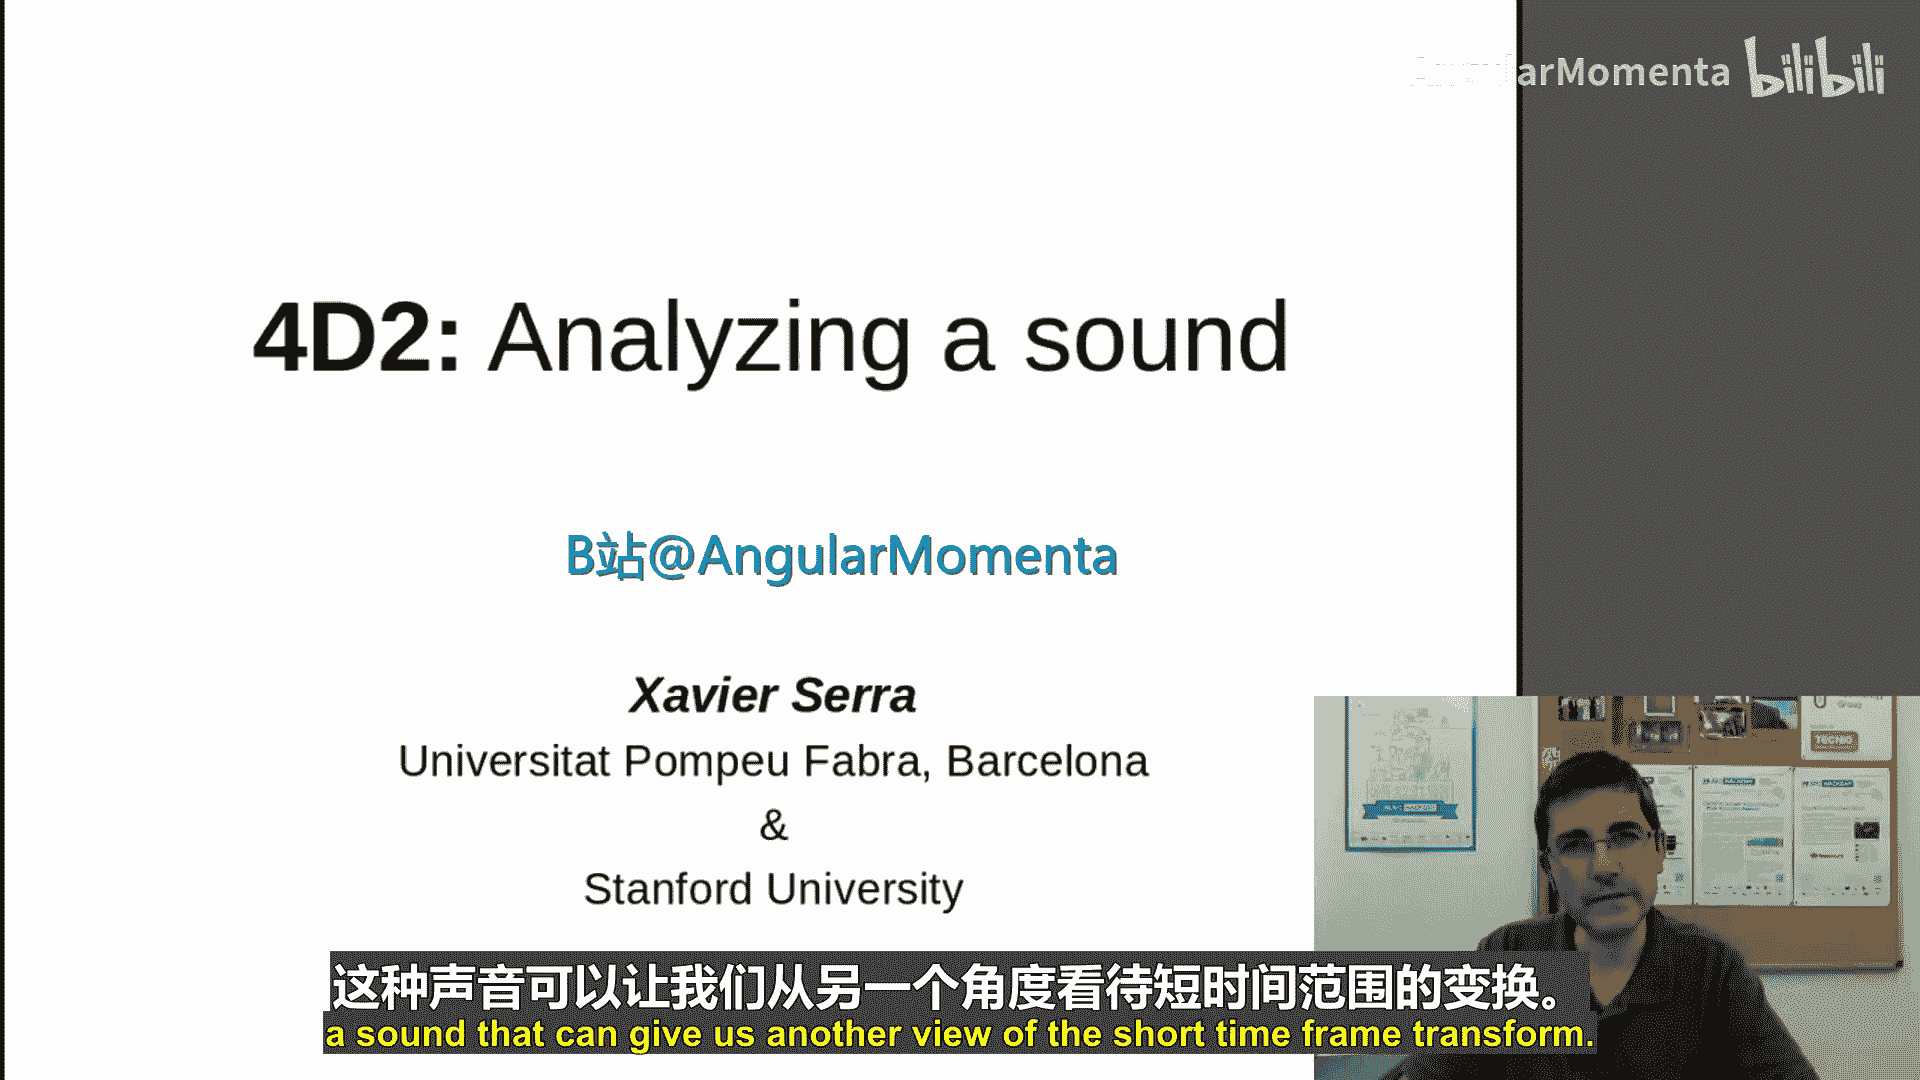 arMomenta bilibili
4D2: Analyzing a sound
B站@AngularMomenta
Xavier Serra
Universitat Pompeu Fabra, Barcelona
&
Stanford University
TECNIO
这种声音可以让我们从另一个角度看待短时间范围的变换。
a sound that can give us another view of the short time frame transform.